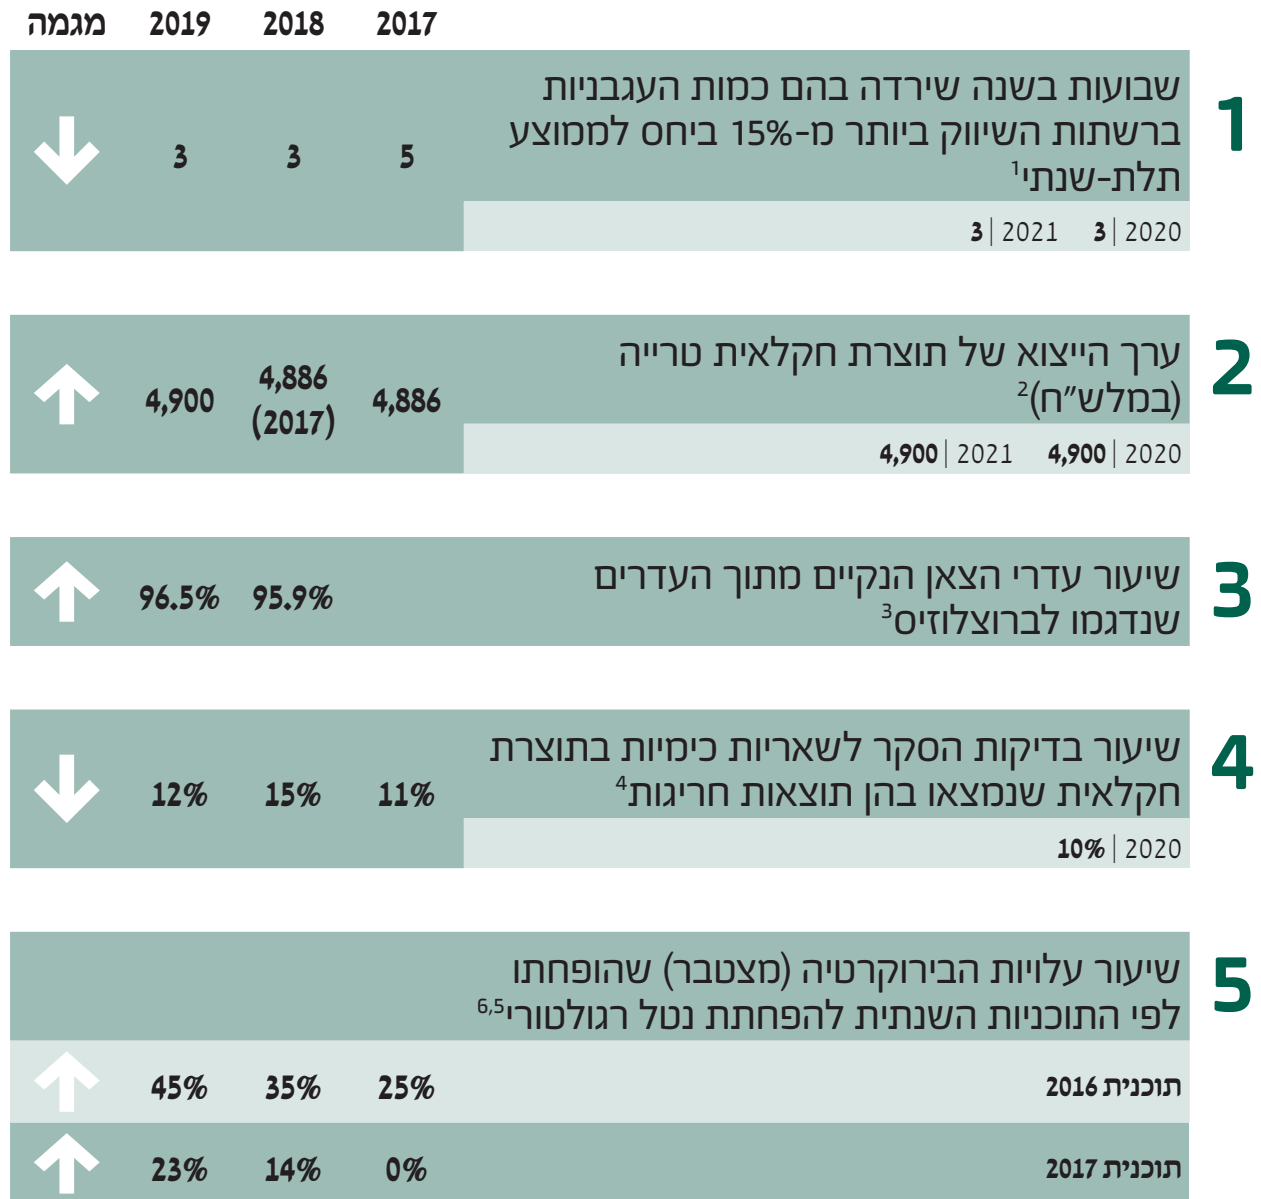 2017 2018 2019 מגמה
1
שבועות בשנה שירדה בהם כמות העגבניות
ברשתות השיווק ביותר מ-15% ביחס לממוצע
תלת-שנתי¹
5 3 3
2020 | 3 2021 | 3
2
ערך הייצוא של תוצרת חקלאית טרייה
(במלש"ח)²
4,886 4,886 4,900
(2017)
2020 | 4,900 2021 | 4,900
3
שיעור עדרי הצאן הנקיים מתוך העדרים
שנדגמו לברוצלוזיס³
95.9% 96.5%
4
שיעור בדיקות הסקר לשאריות כימיות בתוצרת
חקלאית שנמצאו בהן תוצאות חריגות⁴
11% 15% 12%
2020 | 10%
5
שיעור עלויות הבירוקרטיה (מצטבר) שהופחתו
לפי התוכניות השנתית להפחתת נטל רגולטורי⁶,⁵
תוכנית 2016 25% 35% 45%
תוכנית 2017 0% 14% 23%